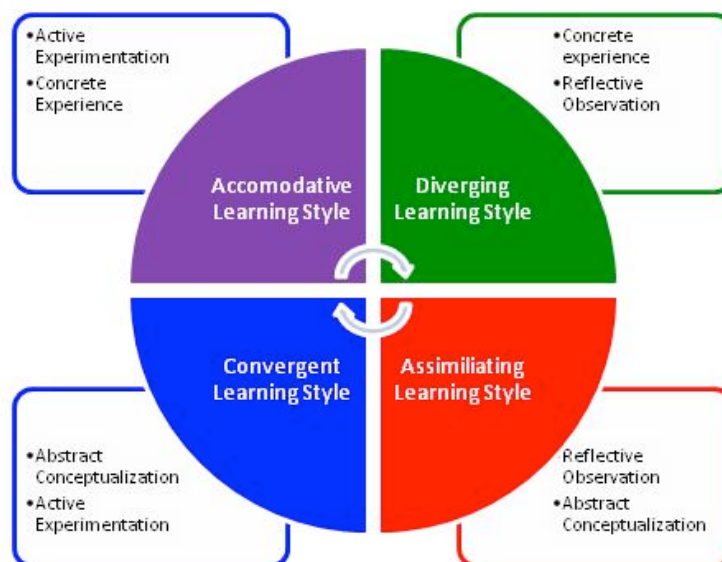 •Active
Experimentation
•Concrete
Experience
•Concrete
experience
•Reflective
Observation
Accomodative
Learning Style
Diverging
Learning Style
Convergent
Learning Style
Assimiliating
Learning Style
•Abstract
Conceptualization
•Active
Experimentation
Reflective
Observation
•Abstract
Conceptualization